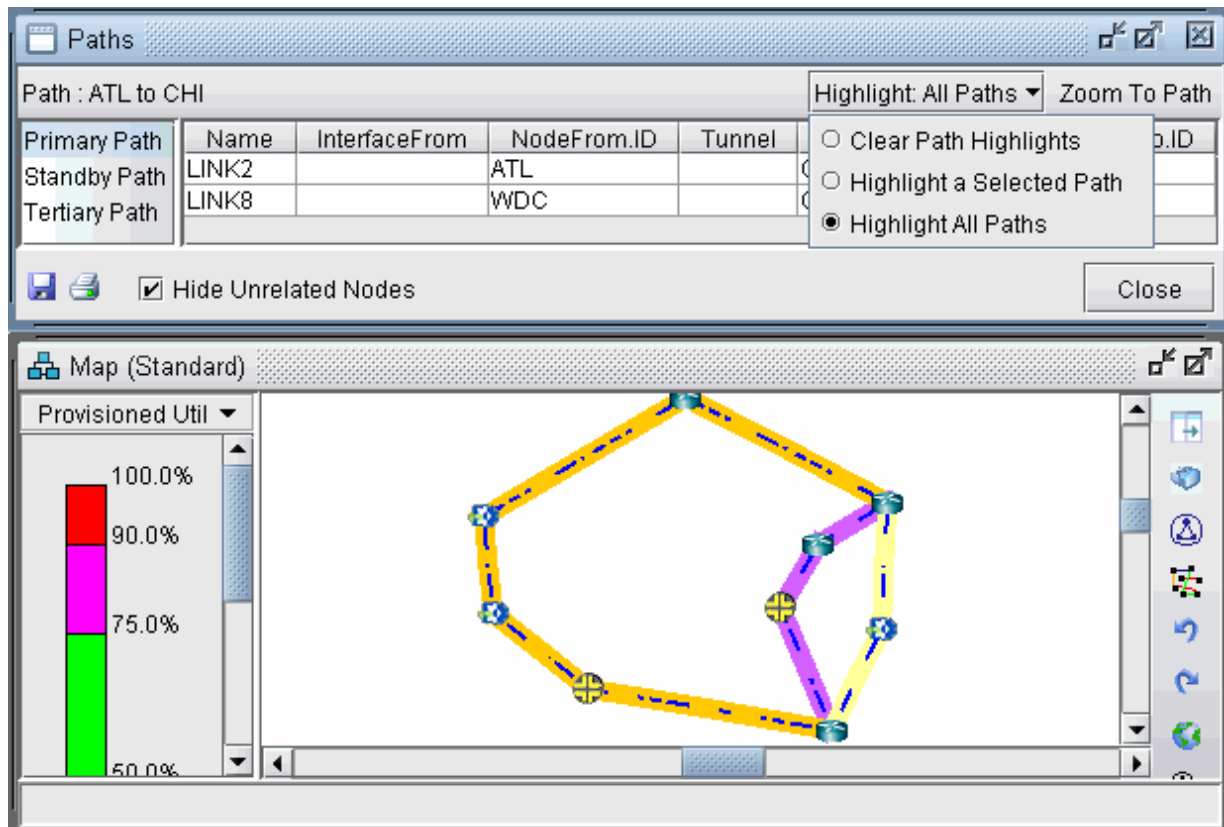 Paths
Path : ATL to CHI Highlight: All Paths Zoom To Path
Primary Path Name InterfaceFrom NodeFrom.ID Tunnel .ID
Standby Path LINK2 ATL
Tertiary Path LINK8 WDC
Clear Path Highlights
Highlight a Selected Path
Highlight All Paths
Hide Unrelated Nodes Close
Map (Standard)
Provisioned Util
100.0%
90.0%
75.0%
50.0%